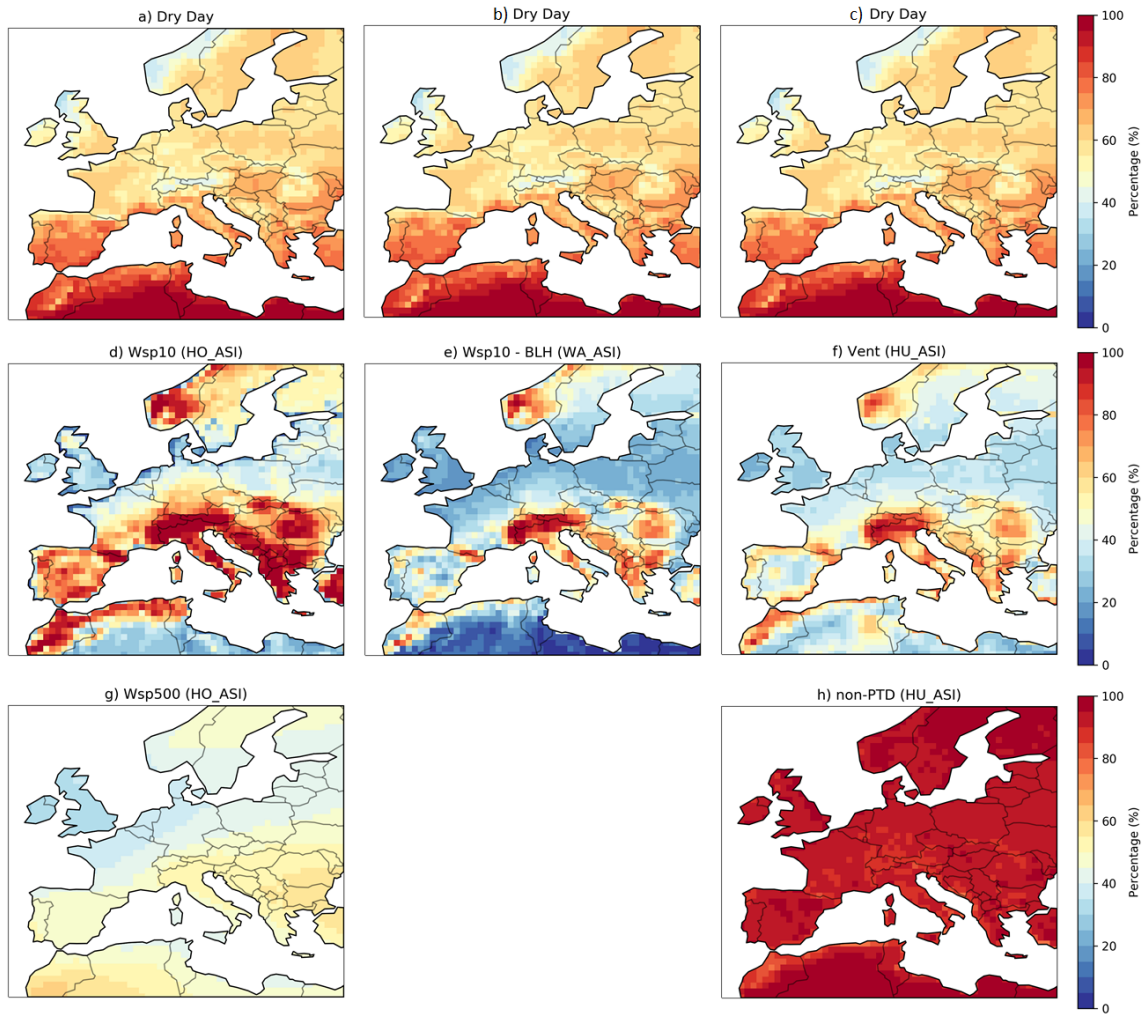 a) Dry Day
b) Dry Day
c) Dry Day
100
80
60
40
20
0
Percentage (%)
d) Wsp10 (HO_ASI)
e) Wsp10 - BLH (WA_ASI)
f) Vent (HU_ASI)
100
80
60
40
20
0
Percentage (%)
g) Wsp500 (HO_ASI)
h) non-PTD (HU_ASI)
100
80
60
40
20
0
Percentage (%)